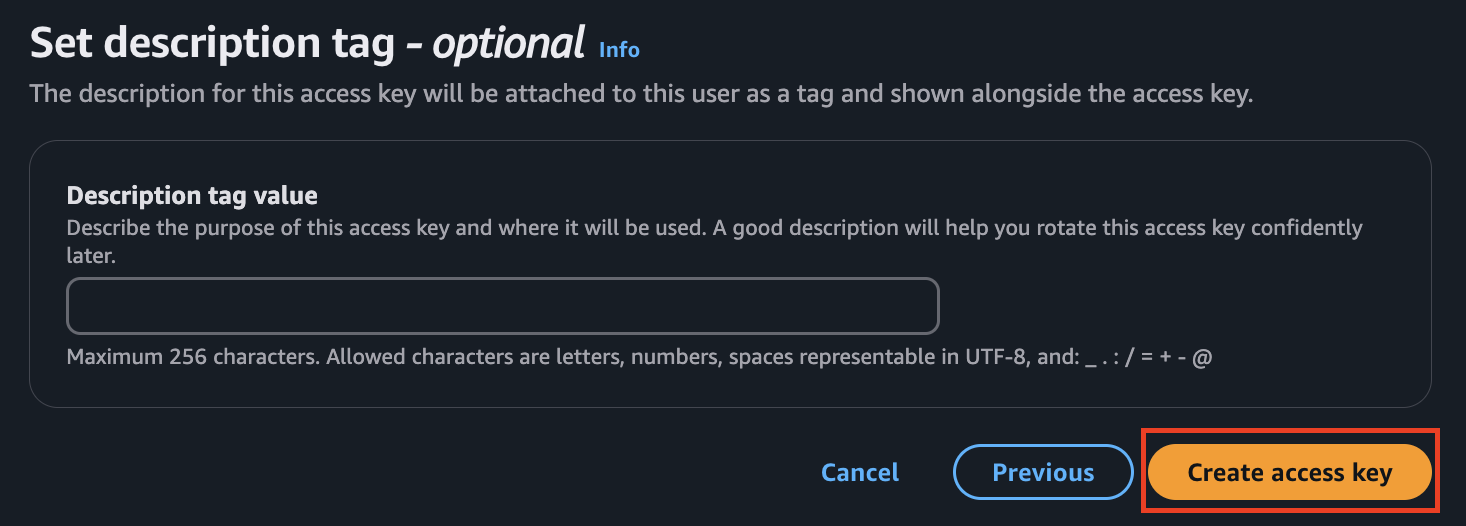 Set description tag - optional Info
The description for this access key will be attached to this user as a tag and shown alongside the access key.
Description tag value
Describe the purpose of this access key and where it will be used. A good description will help you rotate this access key confidently
later.
Maximum 256 characters. Allowed characters are letters, numbers, spaces representable in UTF-8, and: _ . : / = + - @
Cancel Previous Create access key